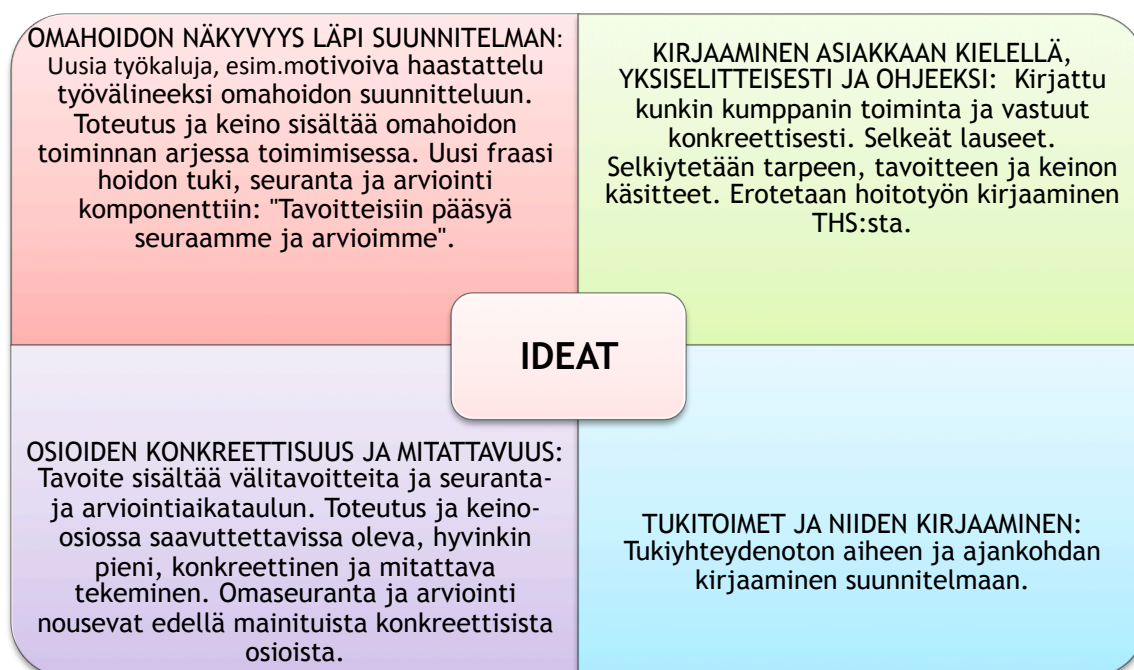 OMAHOIDON NÄKYVYYS LÄPI SUUNNITELMAN:
Uusia työkaluja, esim.motivoiva haastattelu
työvälineeksi omahoidon suunnitteluun.
Toteutus ja keino sisältää omahoidon
toiminnan arjessa toimimisessa. Uusi fraasi
hoidon tuki, seuranta ja arviointi
komponenttiin: "Tavoitteisiin pääsyä
seuraamme ja arvioimme".
KIRJAAMINEN ASIAKKAAN KIELELLÄ,
YKSISELITTEISESTI JA OHJEEKSI: Kirjattu
kunkin kumppanin toiminta ja vastuut
konkreettisesti. Selkeät lauseet.
Selkiytetään tarpeen, tavoitteen ja keinon
käsitteet. Erotetaan hoitotyön kirjaaminen
THS:sta.
IDEAT
OSIOIDEN KONKREETTISUUS JA MITATTAVUUS:
Tavoite sisältää välitavoitteita ja seuranta-
ja arviointiaikataulun. Toteutus ja keino-
osiossa saavuttettavissa oleva, hyvinkin
pieni, konkreettinen ja mitattava
tekeminen. Omaseuranta ja arviointi
nousevat edellä mainituista konkreettisista
osioista.
TUKITOIMET JA NIIDEN KIRJAAMINEN:
Tukiyhteydenoton aiheen ja ajankohdan
kirjaaminen suunnitelmaan.